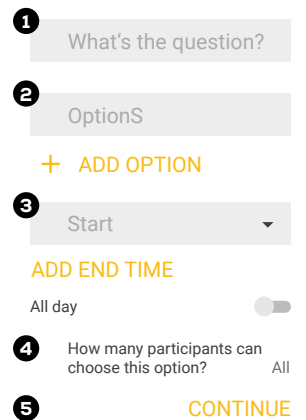 1
What's the question?
2
OptionS
+ ADD OPTION
3
Start
ADD END TIME
All day
4 How many participants can
choose this option? All
5 CONTINUE